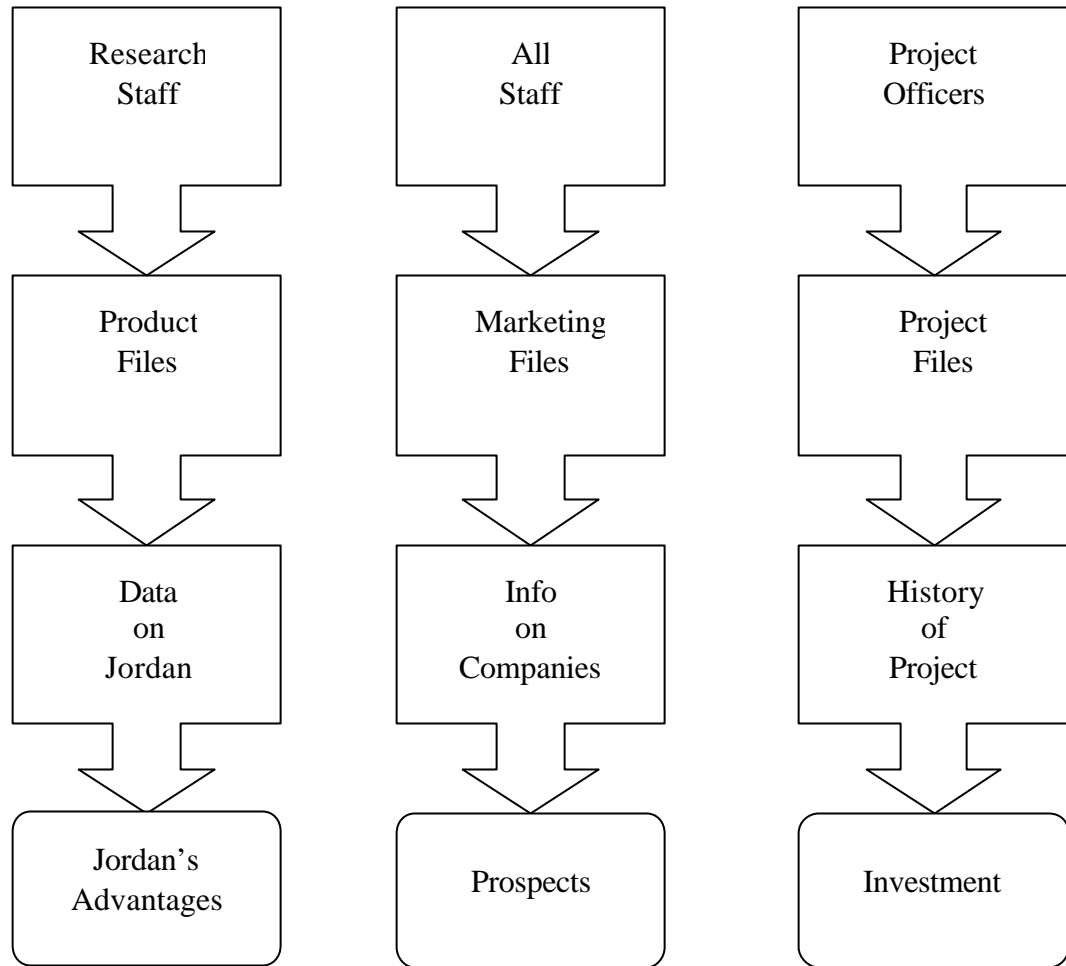 Research
Staff
All
Staff
Project
Officers
Product
Files
Marketing
Files
Project
Files
Data
on
Jordan
Info
on
Companies
History
of
Project
Jordan’s
Advantages
Prospects
Investment